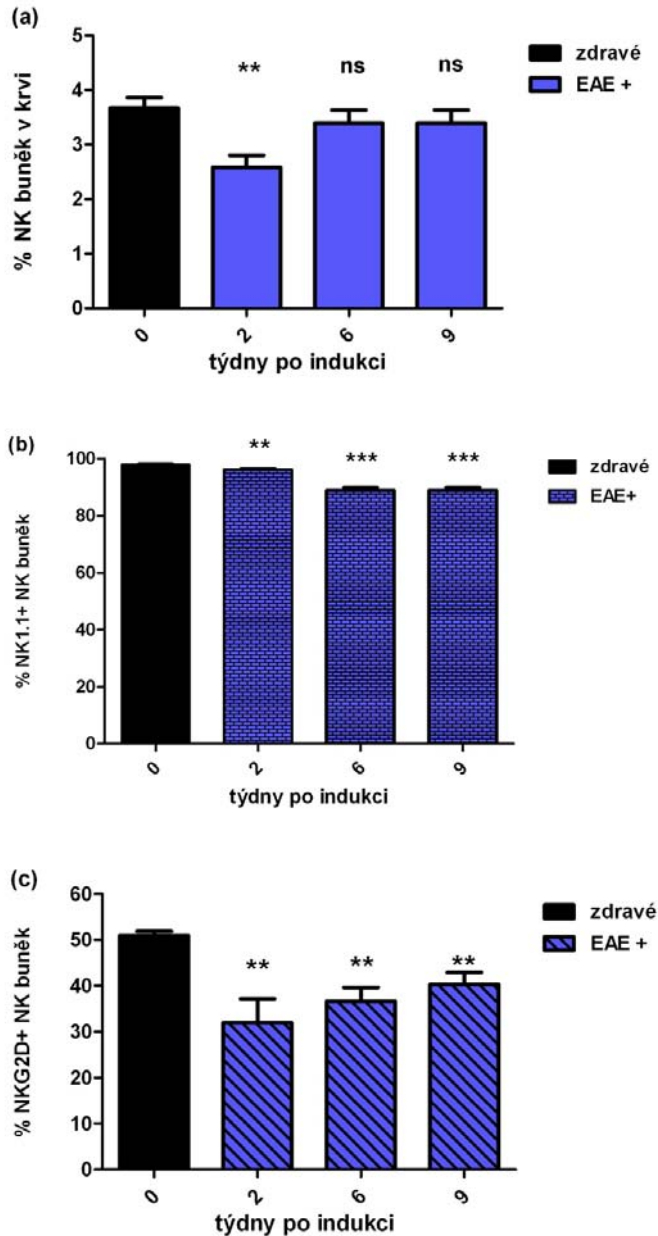 (a)
% NK buněk v krvi
5
4
3
2
1
0
** ns ns
zdravé
EAE +
0 2 6 9
týdny po indukci
(b)
% NK1.1+ NK buněk
100
80
60
40
20
0
** *** ***
zdravé
EAE+
0 2 6 9
týdny po indukci
(c)
% NKG2D+ NK buněk
60
50
40
30
20
10
0
** ** **
zdravé
EAE +
0 2 6 9
týdny po indukci